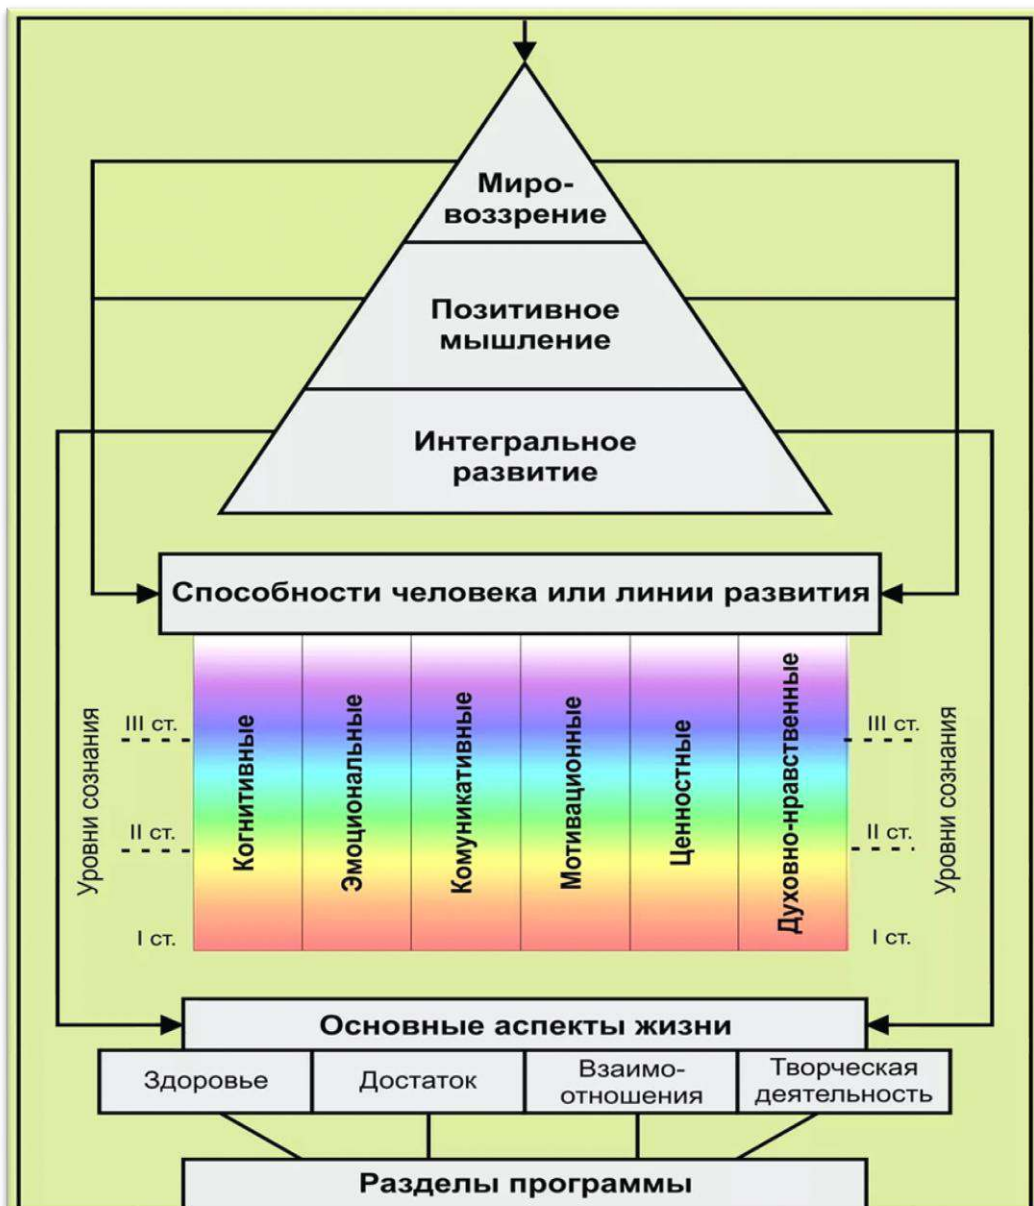 Миро-
воззрение
Позитивное
мышление
Интегральное
развитие
Способности человека или линии развития
Уровни сознания
III ст.
II ст.
I ст.
Когнитивные
Эмоциональные
Комуникативные
Мотивационные
Ценностные
Духовно-нравственные
III ст.
II ст.
I ст.
Уровни сознания
Основные аспекты жизни
Здоровье
Достаток
Взаимо-
отношения
Творческая
деятельность
Разделы программы